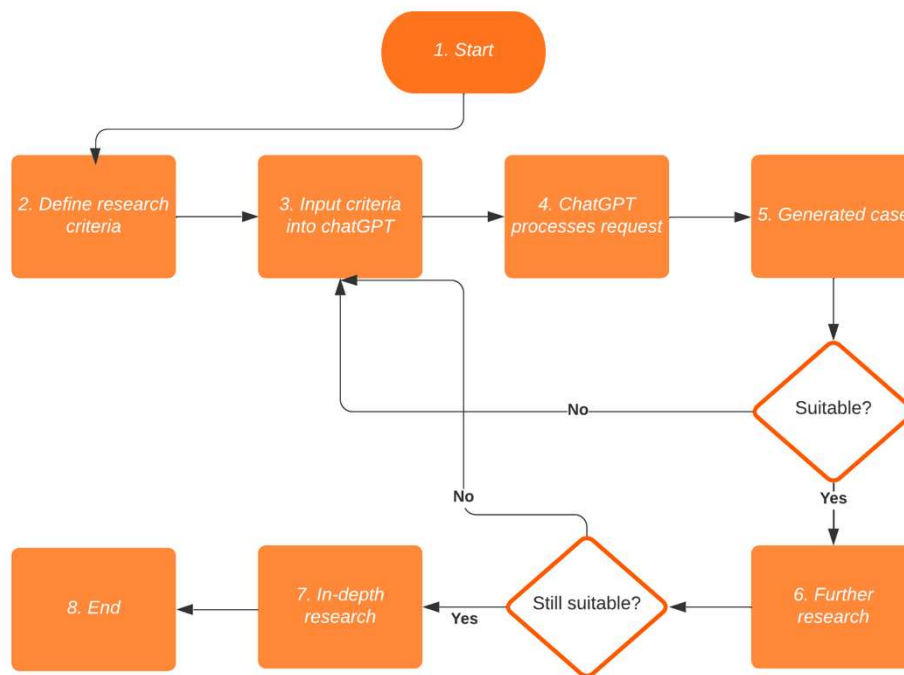 1. Start
2. Define research
criteria
3. Input criteria
into chatGPT
4. ChatGPT
processes request
5. Generated case
Suitable?
No
Yes
No
6. Further
research
Still suitable?
Yes
7. In-depth
research
8. End